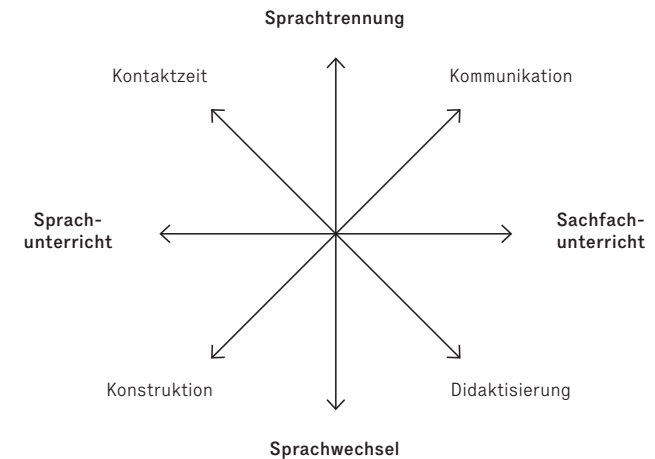 Sprachtrennung
Kontaktzeit
Kommunikation
Sprach-
unterricht
Sachfach-
unterricht
Konstruktion
Didaktisierung
Sprachwechsel